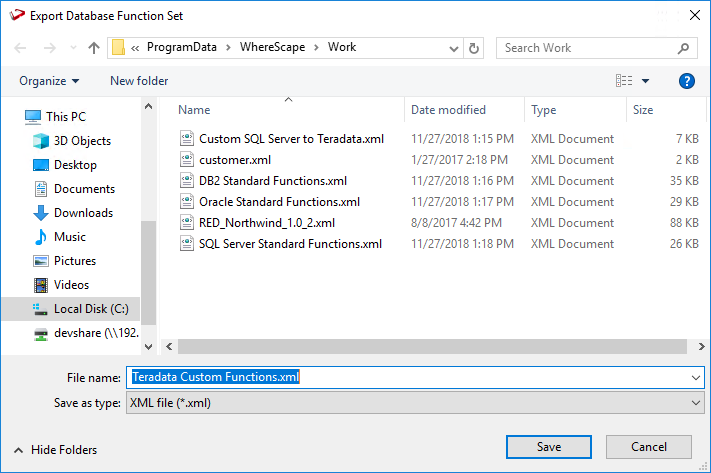 Export Database Function Set
« ProgramData > WhereScape > Work
Search Work
Organize New folder
?
This PC
3D Objects
Desktop
Documents
Downloads
Music
Pictures
Videos
Local Disk (C:)
devshare (\\192.
Name Date modified Type Size
Custom SQL Server to Teradata.xml 11/27/2018 1:15 PM XML Document 7 KB
customer.xml 1/27/2017 2:18 PM XML Document 2 KB
DB2 Standard Functions.xml 11/27/2018 1:16 PM XML Document 35 KB
Oracle Standard Functions.xml 11/27/2018 1:17 PM XML Document 29 KB
RED_Northwind_1.0_2.xml 8/8/2017 4:42 PM XML Document 88 KB
SQL Server Standard Functions.xml 11/27/2018 1:18 PM XML Document 26 KB
File name: Teradata Custom Functions.xml
Save as type: XML file (*.xml)
Hide Folders
Save
Cancel